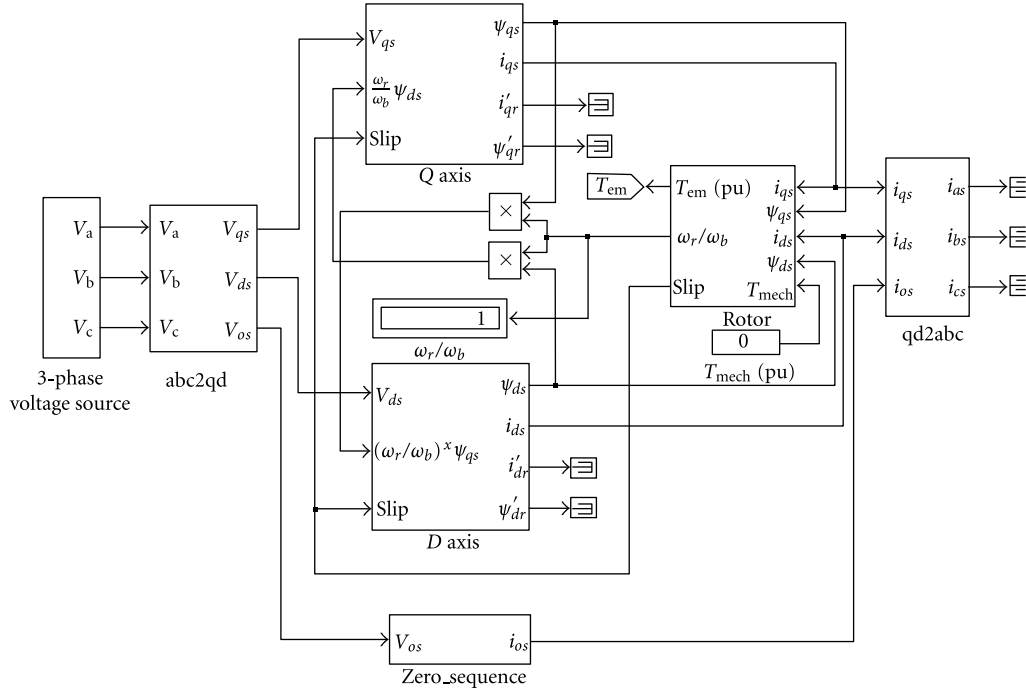 V_a
V_b
V_c
3-phase
voltage source
V_a
V_b
V_c
V_qs
V_ds
V_os
abc2qd
V_qs
ω_r/ω_b ψ_ds
Slip
ψ_qs
i_qs
i′_qr
ψ′_qr
Q axis
×
×
1
ω_r/ω_b
V_ds
(ω_r/ω_b)^x ψ_qs
Slip
ψ_ds
i_ds
i′_dr
ψ′_dr
D axis
V_os
i_os
Zero_sequence
T_em
T_em (pu)
ω_r/ω_b
Slip
i_qs
ψ_qs
i_ds
ψ_ds
T_mech
Rotor
0
T_mech (pu)
i_qs
i_ds
i_os
i_as
i_bs
i_cs
qd2abc